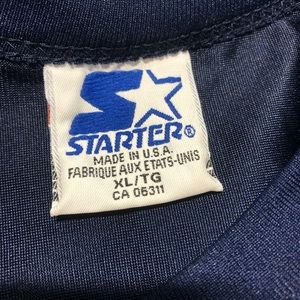 STARTER®
MADE IN U.S.A.
FABRIQUE AUX ETATS-UNIS
XL/TG
CA 05311